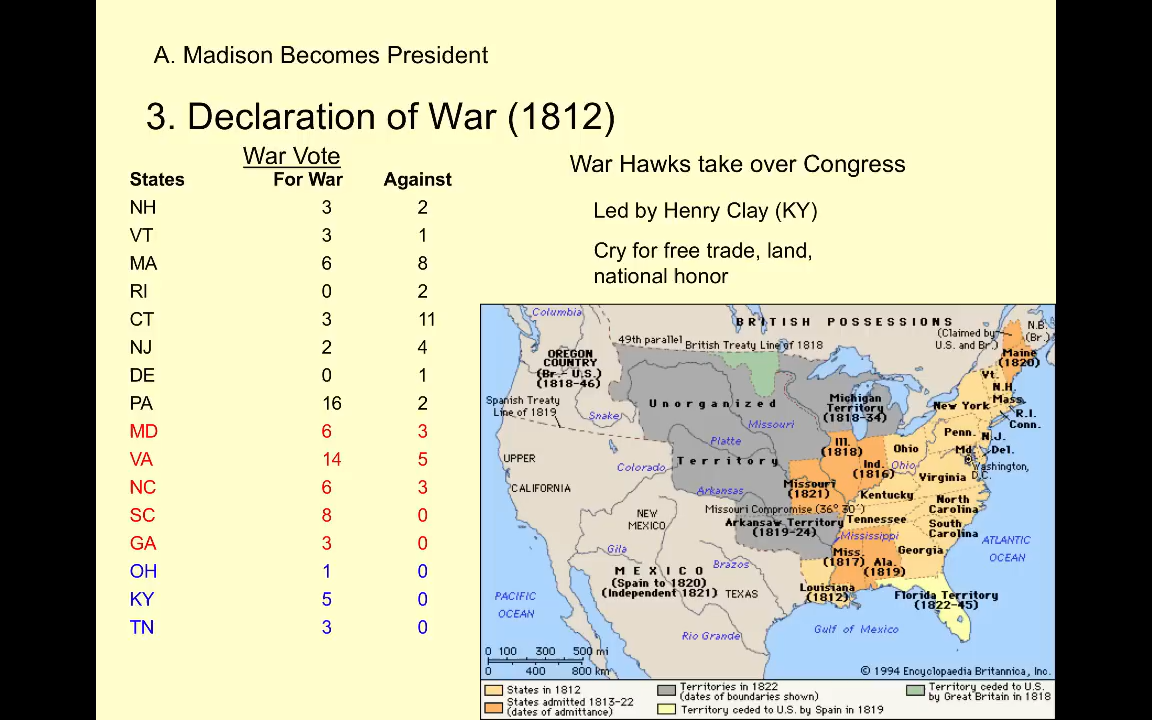 A. Madison Becomes President
3. Declaration of War (1812)
War Vote
States For War Against
NH 3 2
VT 3 1
MA 6 8
RI 0 2
CT 3 11
NJ 2 4
DE 0 1
PA 16 2
MD 6 3
VA 14 5
NC 6 3
SC 8 0
GA 3 0
OH 1 0
KY 5 0
TN 3 0
War Hawks take over Congress
Led by Henry Clay (KY)
Cry for free trade, land,
national honor
Columbia
BRITISH POSSESSIONS
N.B.
(Br.)
(Claimed by
U.S. and Br.)
49th parallel
British Treaty Line of 1818
Maine
(1820)
OREGON
COUNTRY
(Br.-U.S.)
(1818-46)
Vt.
N.H.
Mass.
R.I.
Conn.
Spanish Treaty
Line of 1819
Snake
Unorganized
Missouri
Michigan
Territory
(1818-34)
New York
Penn.
N.J.
Md.
Del.
Washington,
D.C.
Platte
Territory
Ill.
(1818)
Ind.
(1816)
Ohio
Ohio
UPPER
CALIFORNIA
Colorado
Arkansas
Missouri
(1821)
Kentucky
Virginia
North
Carolina
Missouri Compromise (36° 30')
NEW
MEXICO
Arkansaw Territory
(1819-24)
Tennessee
South
Carolina
Mississippi
Gila
Brazos
Miss.
(1817)
Ala.
(1819)
Georgia
ATLANTIC
OCEAN
MEXICO
(Spain to 1820)
(Independent 1821)
TEXAS
Louisiana
(1812)
Florida Territory
(1822-45)
PACIFIC
OCEAN
Rio Grande
Gulf of Mexico
0 100 300 500 mi
0 400 800 km
© 1994 Encyclopaedia Britannica, Inc.
States in 1812
States admitted 1813-22
(dates of admittance)
Territories in 1822
(dates of boundaries shown)
Territory ceded to U.S. by Spain in 1819
Territory ceded to U.S.
by Great Britain in 1818